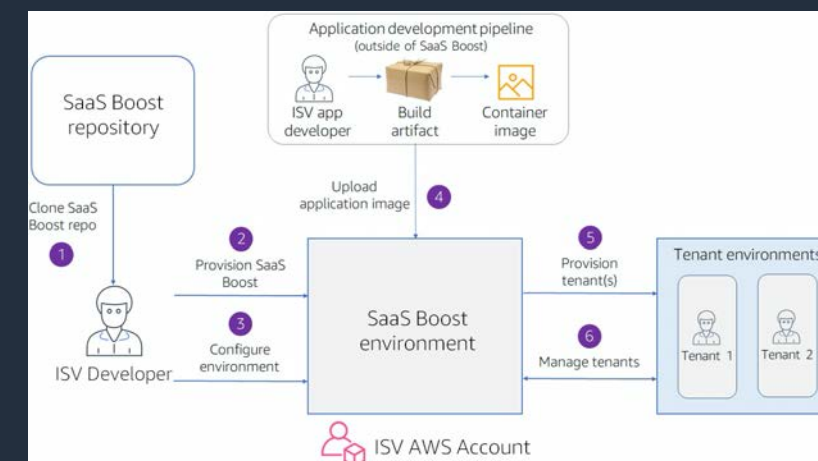 Application development pipeline
(outside of SaaS Boost)
ISV app
developer
Build
artifact
Container
image
SaaS Boost
repository
Clone SaaS
Boost repo
1
Upload
application image
4
2
Provision SaaS
Boost
3
Configure
environment
ISV Developer
SaaS Boost
environment
5
Provision
tenant(s)
6
Manage tenants
Tenant environments
Tenant 1
Tenant 2
ISV AWS Account